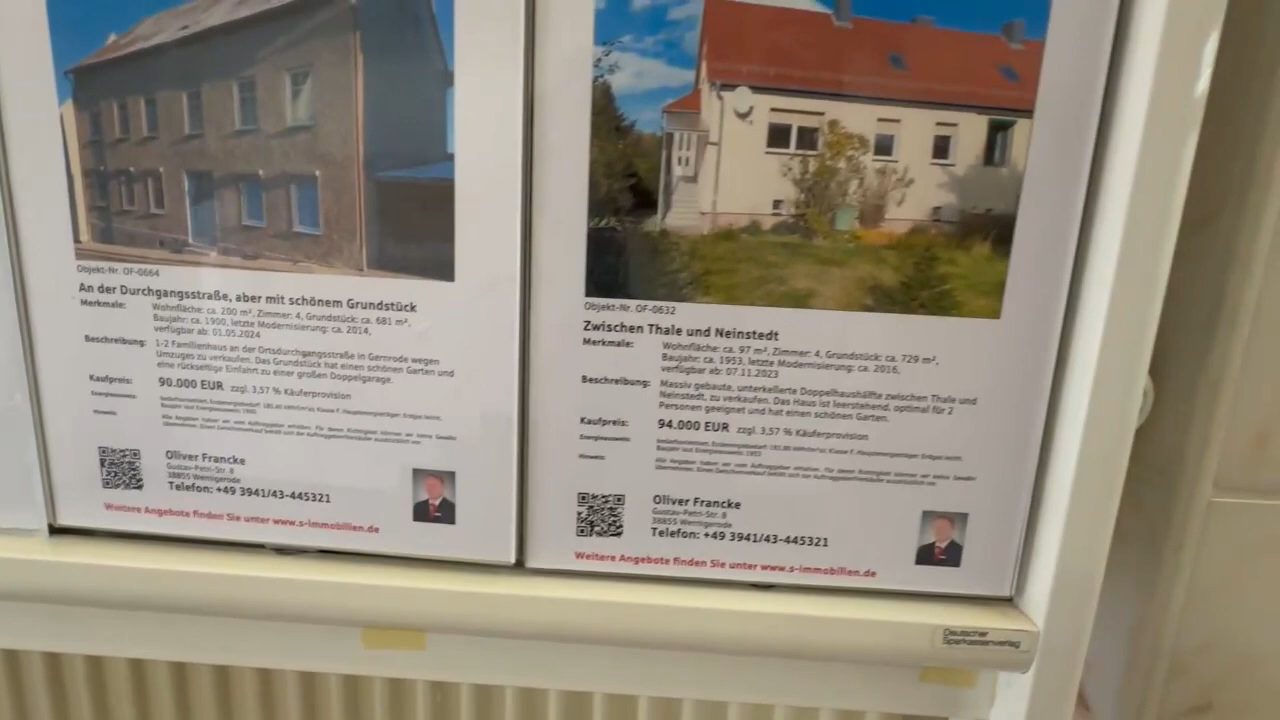 Objekt-Nr. OF-0664
An der Durchgangsstraße, aber mit schönem Grundstück
Merkmale: Wohnfläche: ca. 200 m², Zimmer: 4, Grundstück: ca. 681 m²,
Baujahr: ca. 1900, letzte Modernisierung: ca. 2014,
verfügbar ab: 01.05.2024
Beschreibung: 1-2 Familienhaus an der Ortsdurchgangsstraße in Gernrode wegen
Umzuges zu verkaufen. Das Grundstück hat einen schönen Garten und
eine rückseitige Einfahrt zu einer großen Doppelgarage.
Kaufpreis: 90.000 EUR zzgl. 3,57 % Käuferprovision
Energieausweis:
Hinweis:
Oliver Francke
Gustav-Petri-Str. 8
38855 Wernigerode
Telefon: +49 3941/43-445321
Weitere Angebote finden Sie unter www.s-immobilien.de
Objekt-Nr. OF-0632
Zwischen Thale und Neinstedt
Merkmale: Wohnfläche: ca. 97 m², Zimmer: 4, Grundstück: ca. 729 m²,
Baujahr: ca. 1953, letzte Modernisierung: ca. 2016,
verfügbar ab: 07.11.2023
Beschreibung: Massiv gebaute, unterkellerte Doppelhaushälfte zwischen Thale und
Neinstedt, zu verkaufen. Das Haus ist leerstehend, optimal für 2
Personen geeignet und hat einen schönen Garten.
Kaufpreis: 94.000 EUR zzgl. 3,57 % Käuferprovision
Energieausweis:
Hinweis:
Oliver Francke
Gustav-Petri-Str. 8
38855 Wernigerode
Telefon: +49 3941/43-445321
Weitere Angebote finden Sie unter www.s-immobilien.de
Deutscher
Sparkassenverlag